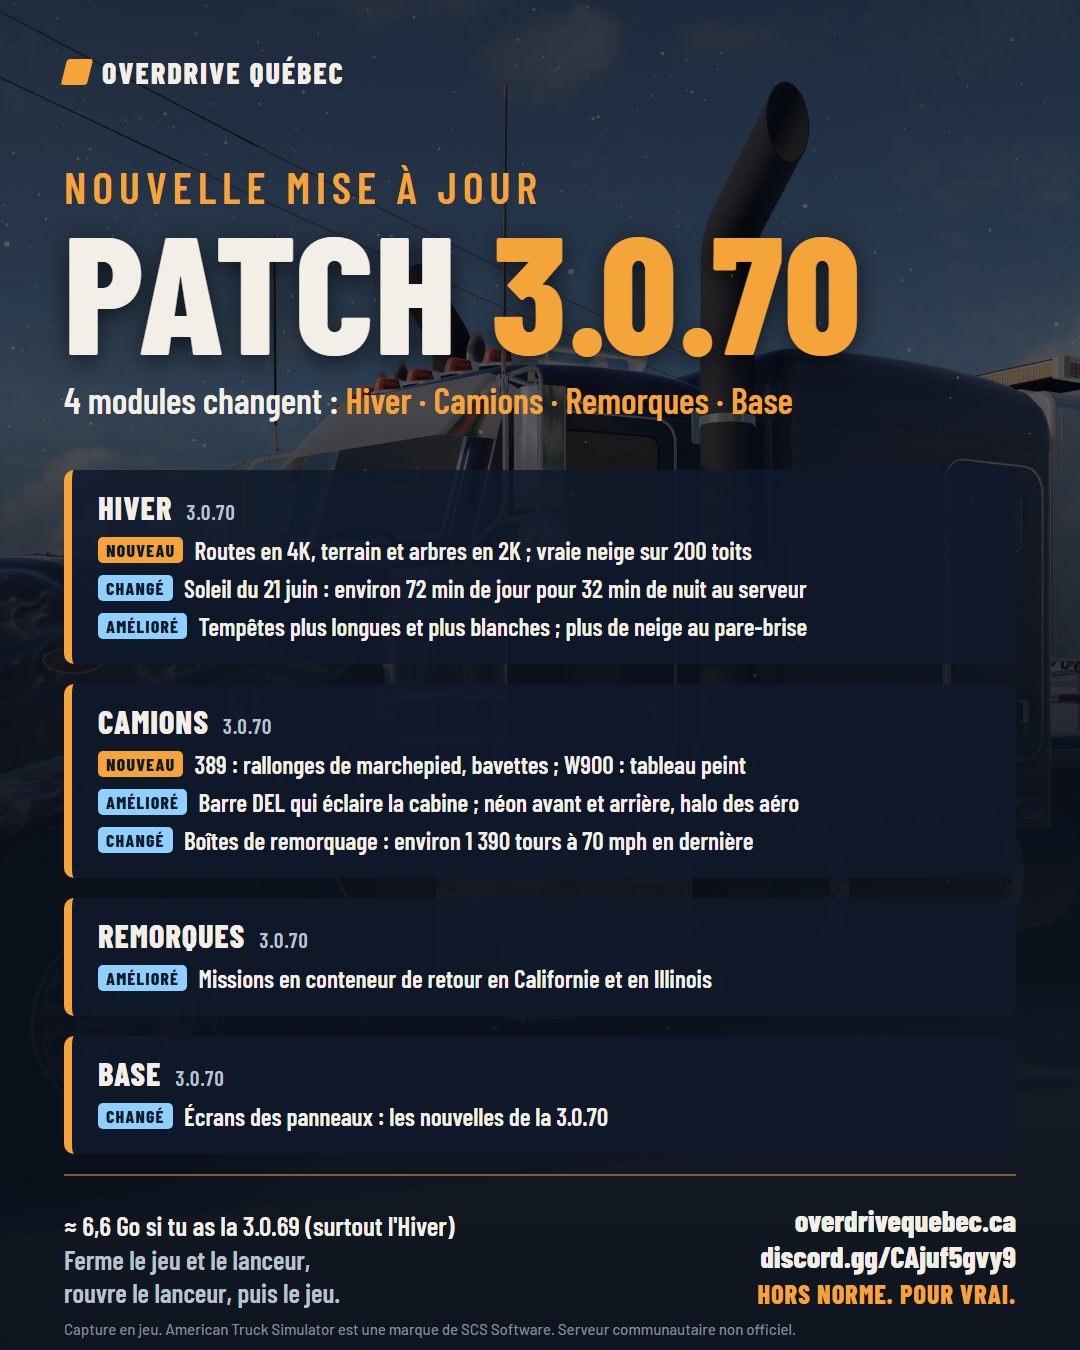 OVERDRIVE QUÉBEC
NOUVELLE MISE À JOUR
PATCH 3.0.70
4 modules changent : Hiver · Camions · Remorques · Base
HIVER 3.0.70
NOUVEAU Routes en 4K, terrain et arbres en 2K ; vraie neige sur 200 toits
CHANGÉ Soleil du 21 juin : environ 72 min de jour pour 32 min de nuit au serveur
AMÉLIORÉ Tempêtes plus longues et plus blanches ; plus de neige au pare-brise
CAMIONS 3.0.70
NOUVEAU 389 : rallonges de marchepied, bavettes ; W900 : tableau peint
AMÉLIORÉ Barre DEL qui éclaire la cabine ; néon avant et arrière, halo des aéro
CHANGÉ Boîtes de remorquage : environ 1 390 tours à 70 mph en dernière
REMORQUES 3.0.70
AMÉLIORÉ Missions en conteneur de retour en Californie et en Illinois
BASE 3.0.70
CHANGÉ Écrans des panneaux : les nouvelles de la 3.0.70
≈ 6,6 Go si tu as la 3.0.69 (surtout l'Hiver)
Ferme le jeu et le lanceur,
rouvre le lanceur, puis le jeu.
overdrivequebec.ca
discord.gg/CAjuf5gvy9
HORS NORME. POUR VRAI.
Capture en jeu. American Truck Simulator est une marque de SCS Software. Serveur communautaire non officiel.